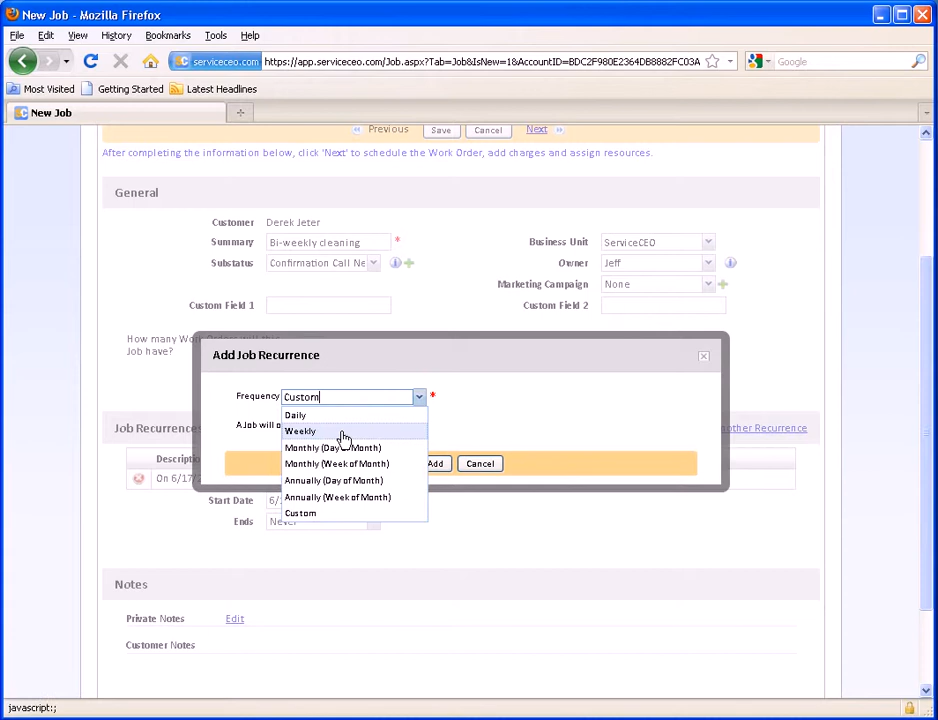 New Job - Mozilla Firefox
File Edit View History Bookmarks Tools Help
serviceceo.com https://app.serviceceo.com/Job.aspx?Tab=Job&IsNew=1&AccountID=BDC2F980E2364DB8882FC03A Google
Most Visited Getting Started Latest Headlines
New Job
Previous Save Cancel Next
After completing the information below, click 'Next' to schedule the Work Order, add charges and assign resources.
General
Customer Derek Jeter
Summary Bi-weekly cleaning * Business Unit ServiceCEO
Substatus Confirmation Call Ne Owner Jeff
Marketing Campaign None
Custom Field 1 Custom Field 2
How many Work
Job have?
Add Job Recurrence
Frequency Custom *
Daily
A Job will o
Weekly
Job Recurrenc nother Recurrence
Monthly (Day of Month)
Descripti
Monthly (Week of Month) Add Cancel
On 6/17/
Annually (Day of Month)
Start Date 6/
Annually (Week of Month)
Custom
Ends Never
Notes
Private Notes Edit
Customer Notes
javascript:;